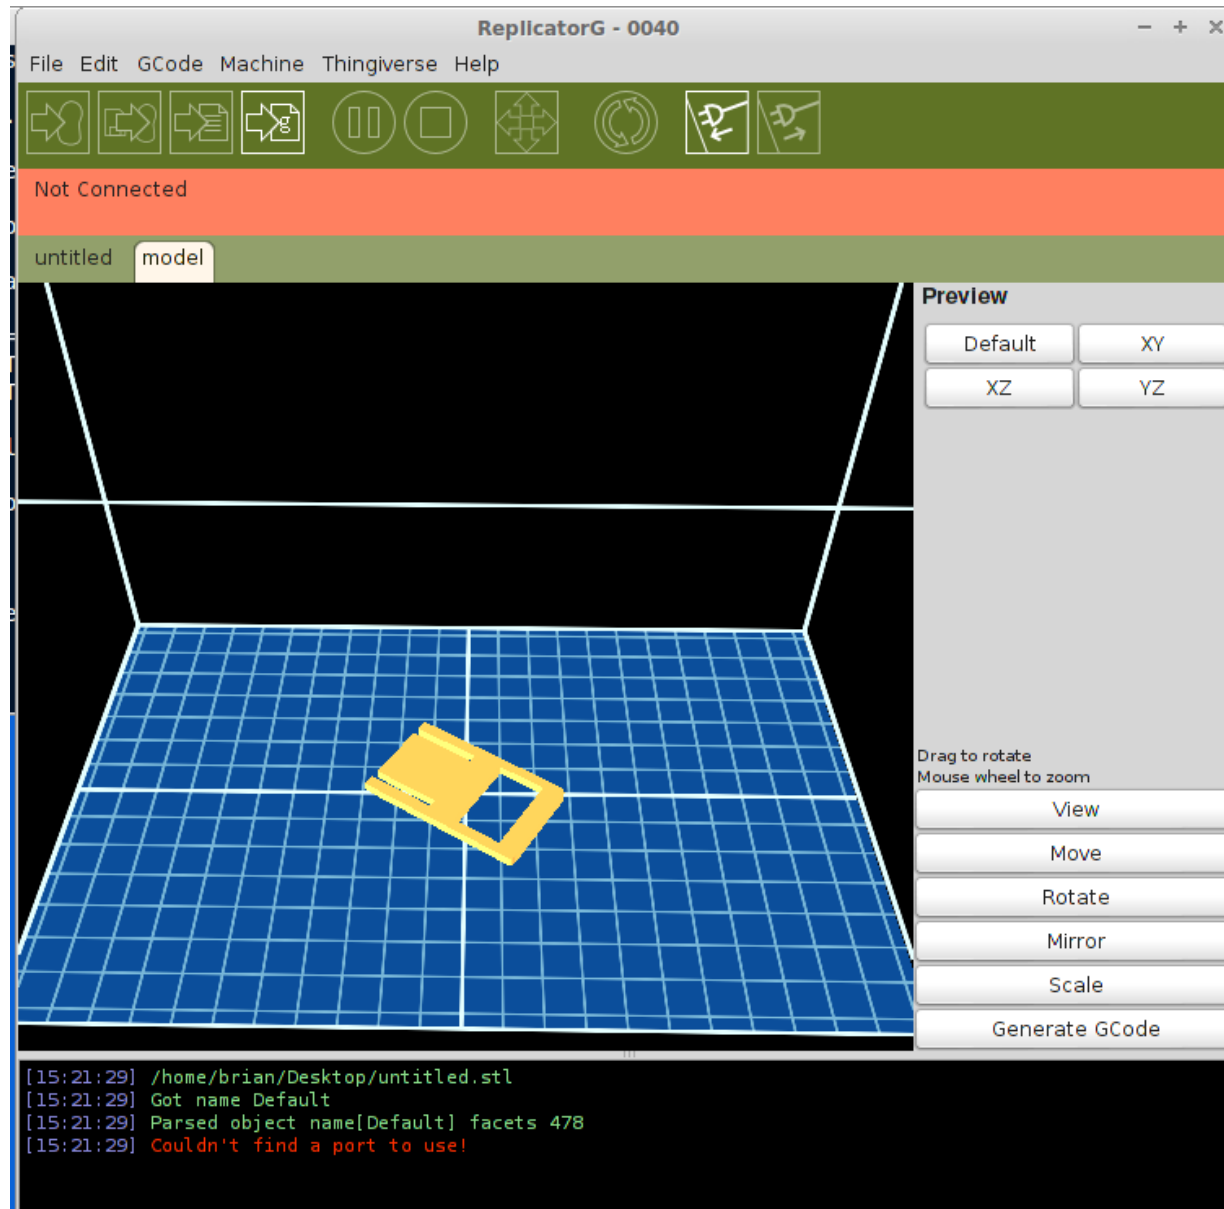 ReplicatorG - 0040
File Edit GCode Machine Thingiverse Help
Not Connected
untitled model
Preview
Default XY
XZ YZ
Drag to rotate
Mouse wheel to zoom
View
Move
Rotate
Mirror
Scale
Generate GCode
[15:21:29] /home/brian/Desktop/untitled.stl
[15:21:29] Got name Default
[15:21:29] Parsed object name[Default] facets 478
[15:21:29] Couldn't find a port to use!